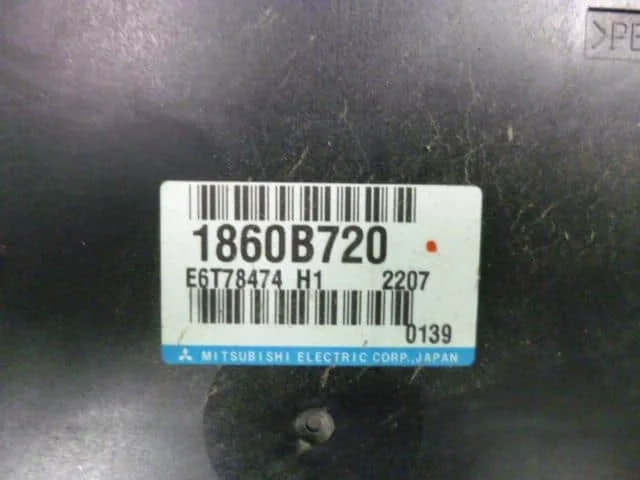 >PE
1860B720
E6T78474 H1 2207
0139
MITSUBISHI ELECTRIC CORP.,JAPAN